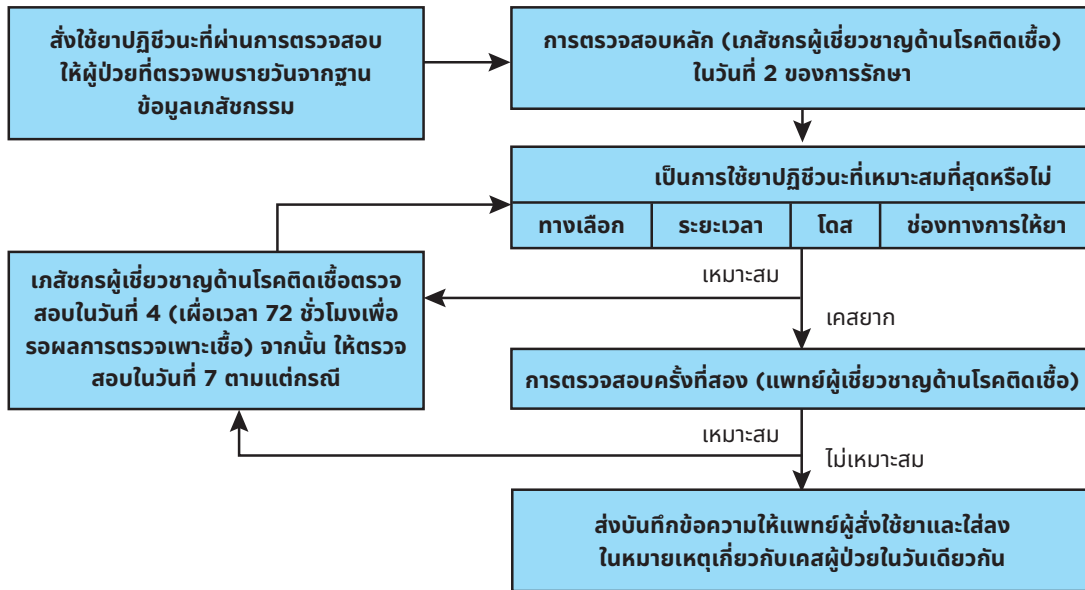 สั่งใช้ยาปฏิชีวนะที่ผ่านการตรวจสอบ
ให้ผู้ป่วยที่ตรวจพบรายวันจากฐาน
ข้อมูลเภสัชกรรม
การตรวจสอบหลัก (เภสัชกรผู้เชี่ยวชาญด้านโรคติดเชื้อ)
ในวันที่ 2 ของการรักษา
เป็นการใช้ยาปฏิชีวนะที่เหมาะสมที่สุดหรือไม่
ทางเลือก ระยะเวลา โดส ช่องทางการให้ยา
เหมาะสม
เคสยาก
เภสัชกรผู้เชี่ยวชาญด้านโรคติดเชื้อตรวจ
สอบในวันที่ 4 (เผื่อเวลา 72 ชั่วโมงเพื่อ
รอผลการตรวจเพาะเชื้อ) จากนั้น ให้ตรวจ
สอบในวันที่ 7 ตามแต่กรณี
การตรวจสอบครั้งที่สอง (แพทย์ผู้เชี่ยวชาญด้านโรคติดเชื้อ)
เหมาะสม
ไม่เหมาะสม
ส่งบันทึกข้อความให้แพทย์ผู้สั่งใช้ยาและใส่ลง
ในหมายเหตุเกี่ยวกับเคสผู้ป่วยในวันเดียวกัน